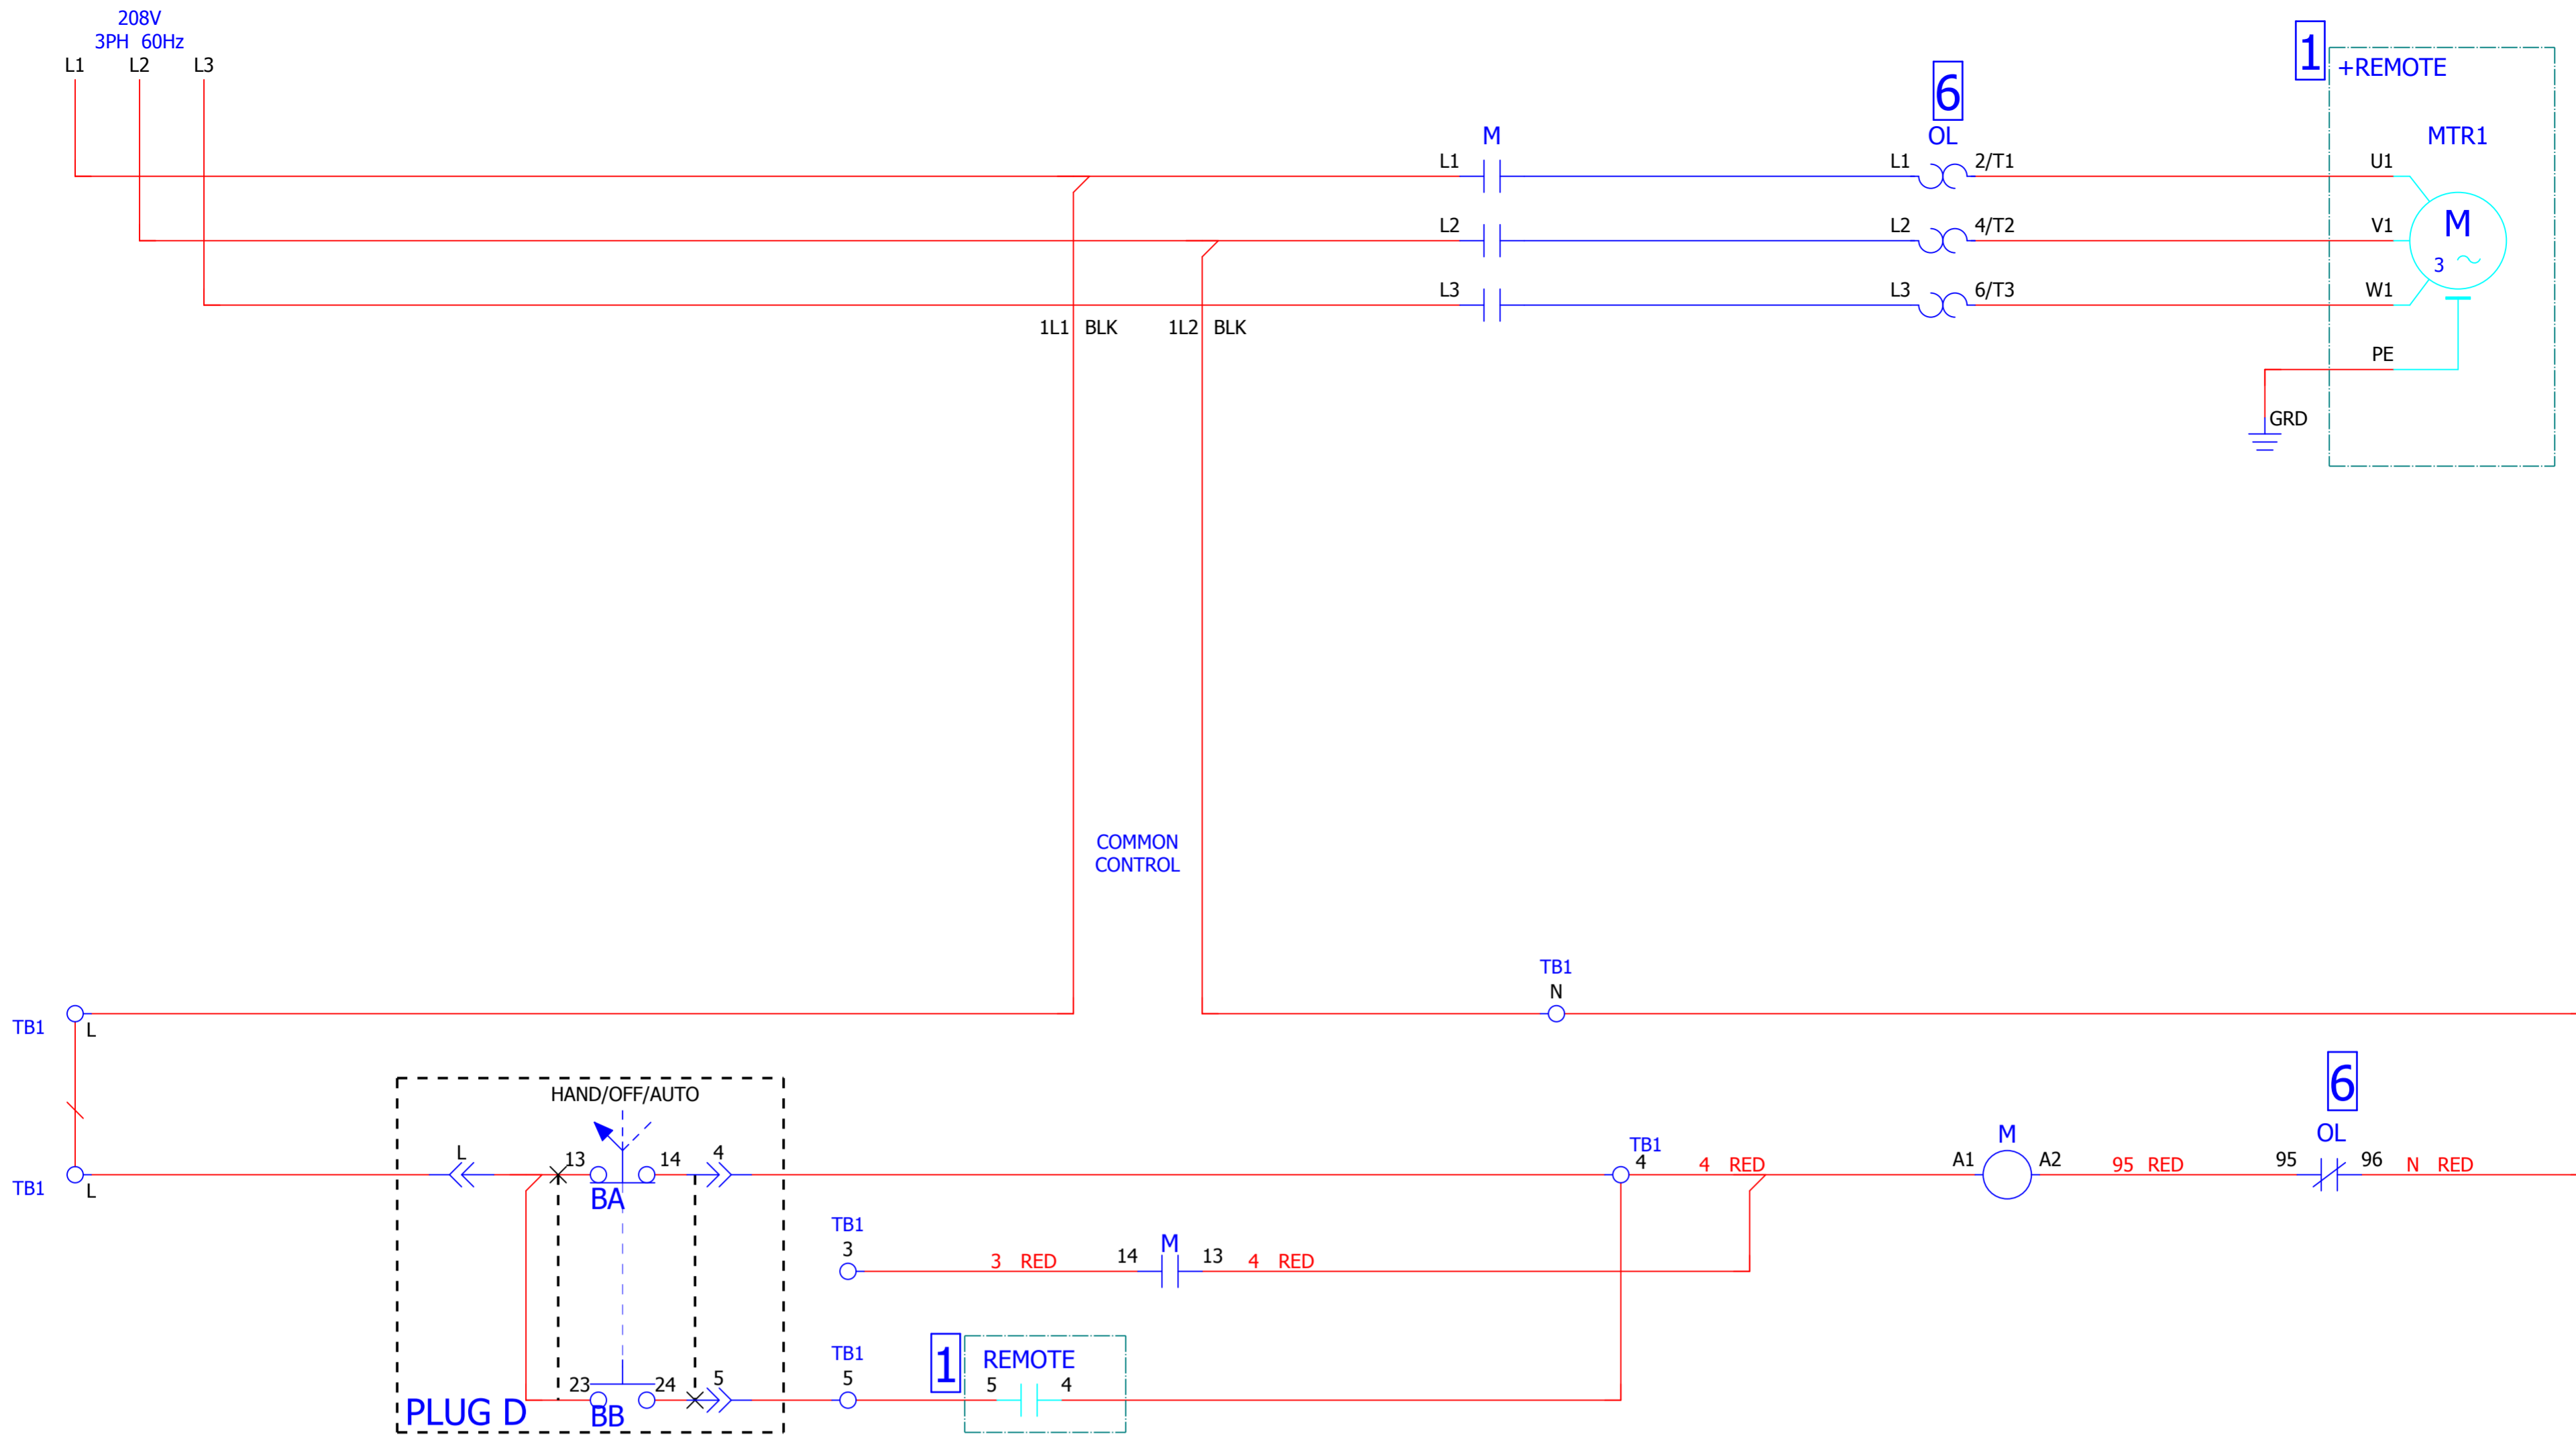 208V
3PH 60Hz
L1 L2 L3
1
+REMOTE
6
OL
M
MTR1
L1
L1
2/T1
U1
L2
L2
4/T2
V1
M
3
L3
L3
6/T3
W1
1L1 BLK
1L2 BLK
PE
GRD
COMMON
CONTROL
TB1
N
TB1
L
6
HAND/OFF/AUTO
OL
M
TB1
L
13
14
4
4
4 RED
A1
A2
95 RED
95
96
N RED
TB1
L
BA
TB1
3
3 RED
14
M
13
4 RED
TB1
5
1
REMOTE
5
4
23
24
5
PLUG D
BB